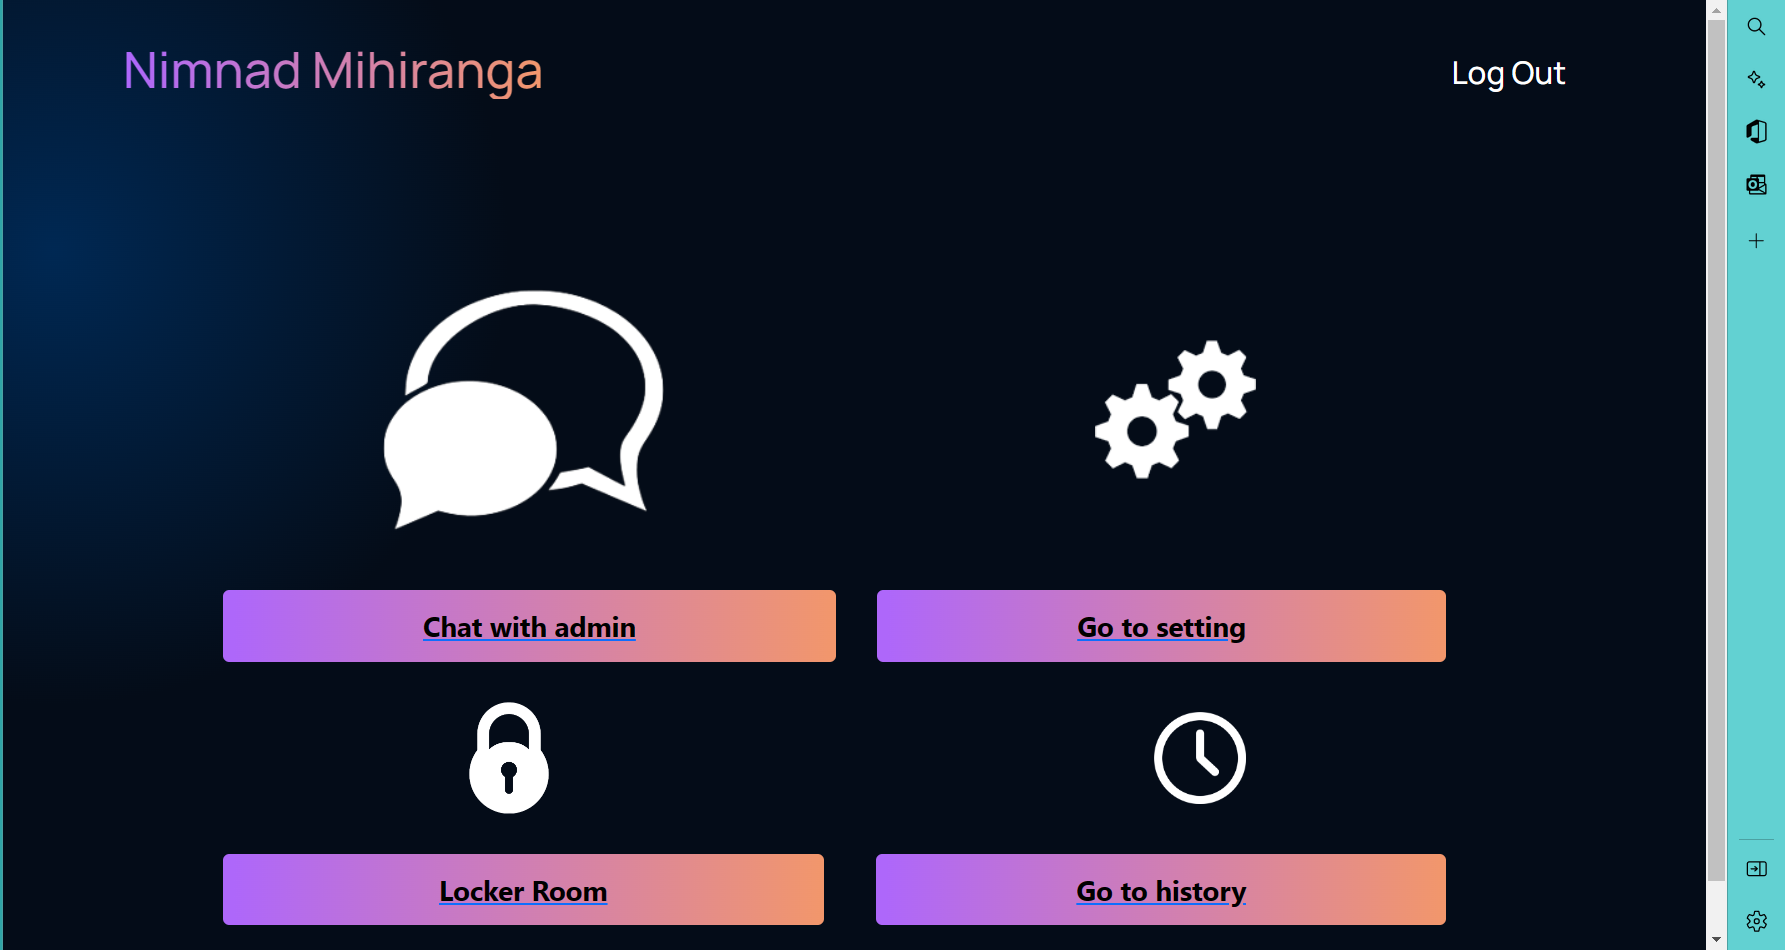 Nimnad Mihiranga
Log Out
Chat with admin
Go to setting
Locker Room
Go to history